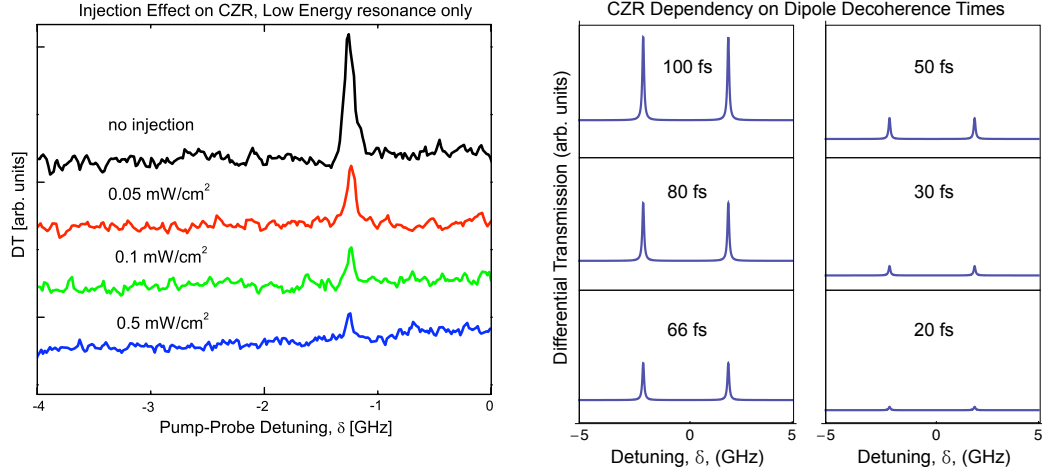 Injection Effect on CZR, Low Energy resonance only
no injection
0.05 mW/cm²
0.1 mW/cm²
0.5 mW/cm²
DT [arb. units]
-4 -3 -2 -1 0
Pump-Probe Detuning, δ [GHz]
CZR Dependency on Dipole Decoherence Times
Differential Transmission (arb. units)
100 fs
50 fs
80 fs
30 fs
66 fs
20 fs
−5 0 5
−5 0 5
Detuning, δ, (GHz)
Detuning, δ, (GHz)